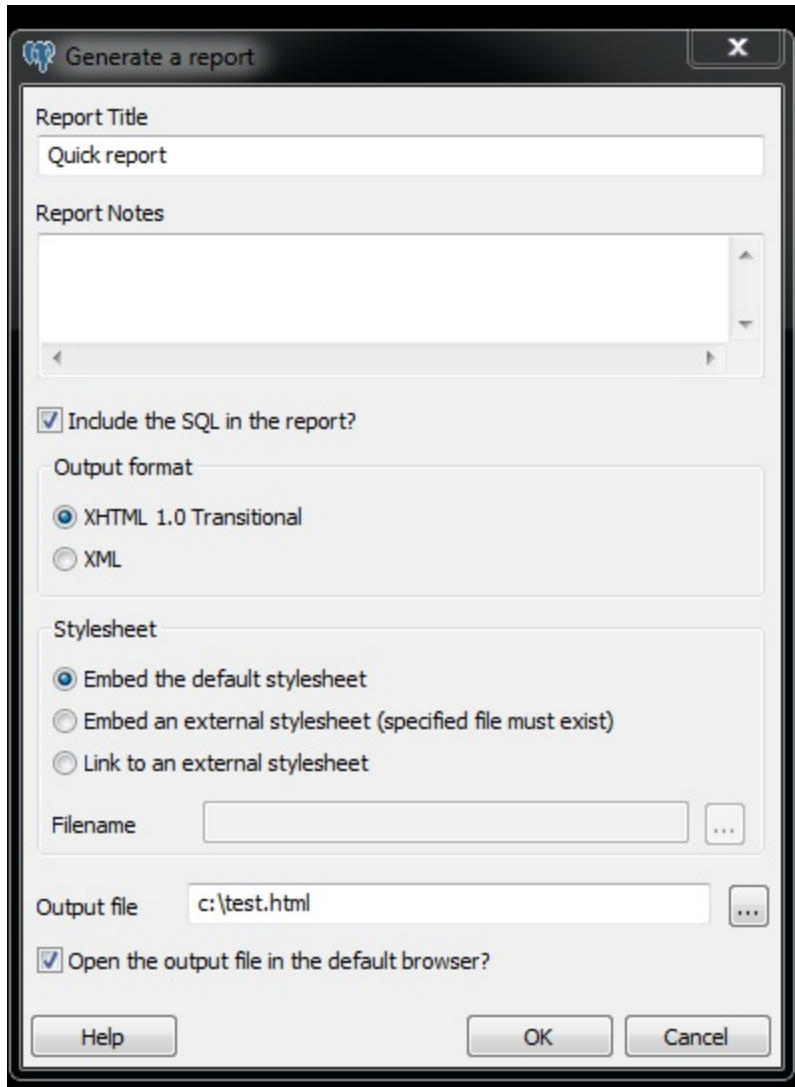 Generate a report
Report Title
Quick report
Report Notes
Include the SQL in the report?
Output format
XHTML 1.0 Transitional
XML
Stylesheet
Embed the default stylesheet
Embed an external stylesheet (specified file must exist)
Link to an external stylesheet
Filename
...
Output file c:\test.html ...
Open the output file in the default browser?
Help OK Cancel